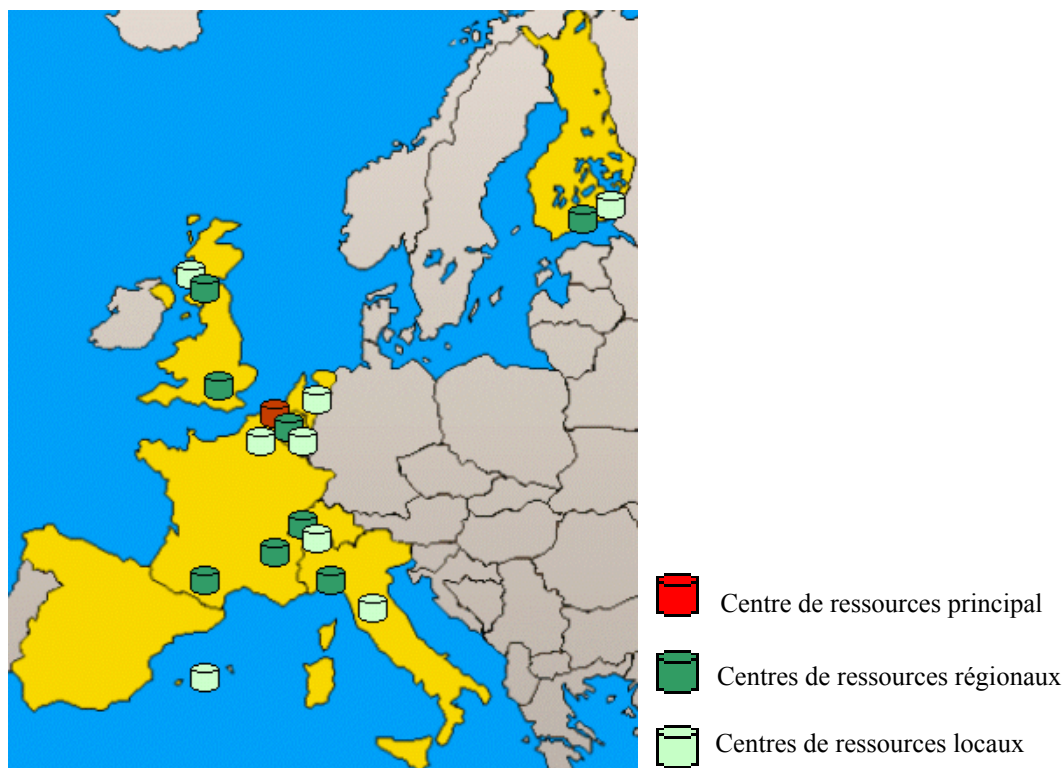 Centre de ressources principal
Centres de ressources régionaux
Centres de ressources locaux